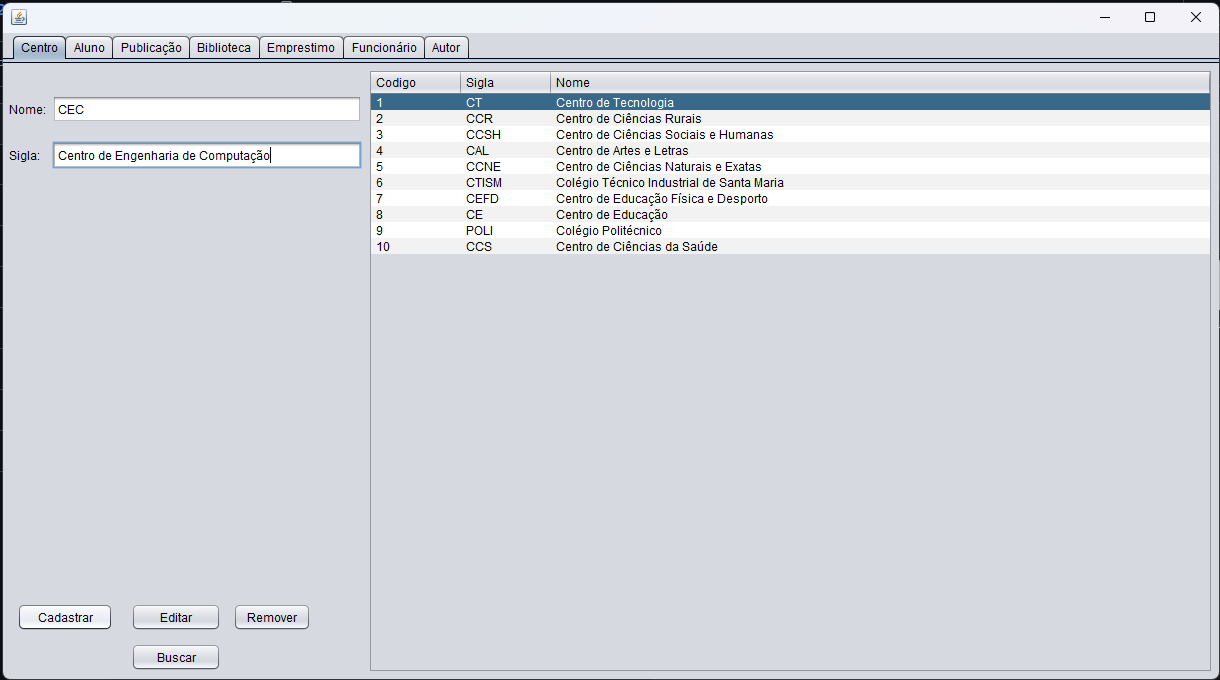 Centro Aluno Publicação Biblioteca Emprestimo Funcionário Autor
Nome: CEC
Sigla: Centro de Engenharia de Computação
Codigo Sigla Nome
1 CT Centro de Tecnologia
2 CCR Centro de Ciências Rurais
3 CCSH Centro de Ciências Sociais e Humanas
4 CAL Centro de Artes e Letras
5 CCNE Centro de Ciências Naturais e Exatas
6 CTISM Colégio Técnico Industrial de Santa Maria
7 CEFD Centro de Educação Física e Desporto
8 CE Centro de Educação
9 POLI Colégio Politécnico
10 CCS Centro de Ciências da Saúde
Cadastrar Editar Remover
Buscar